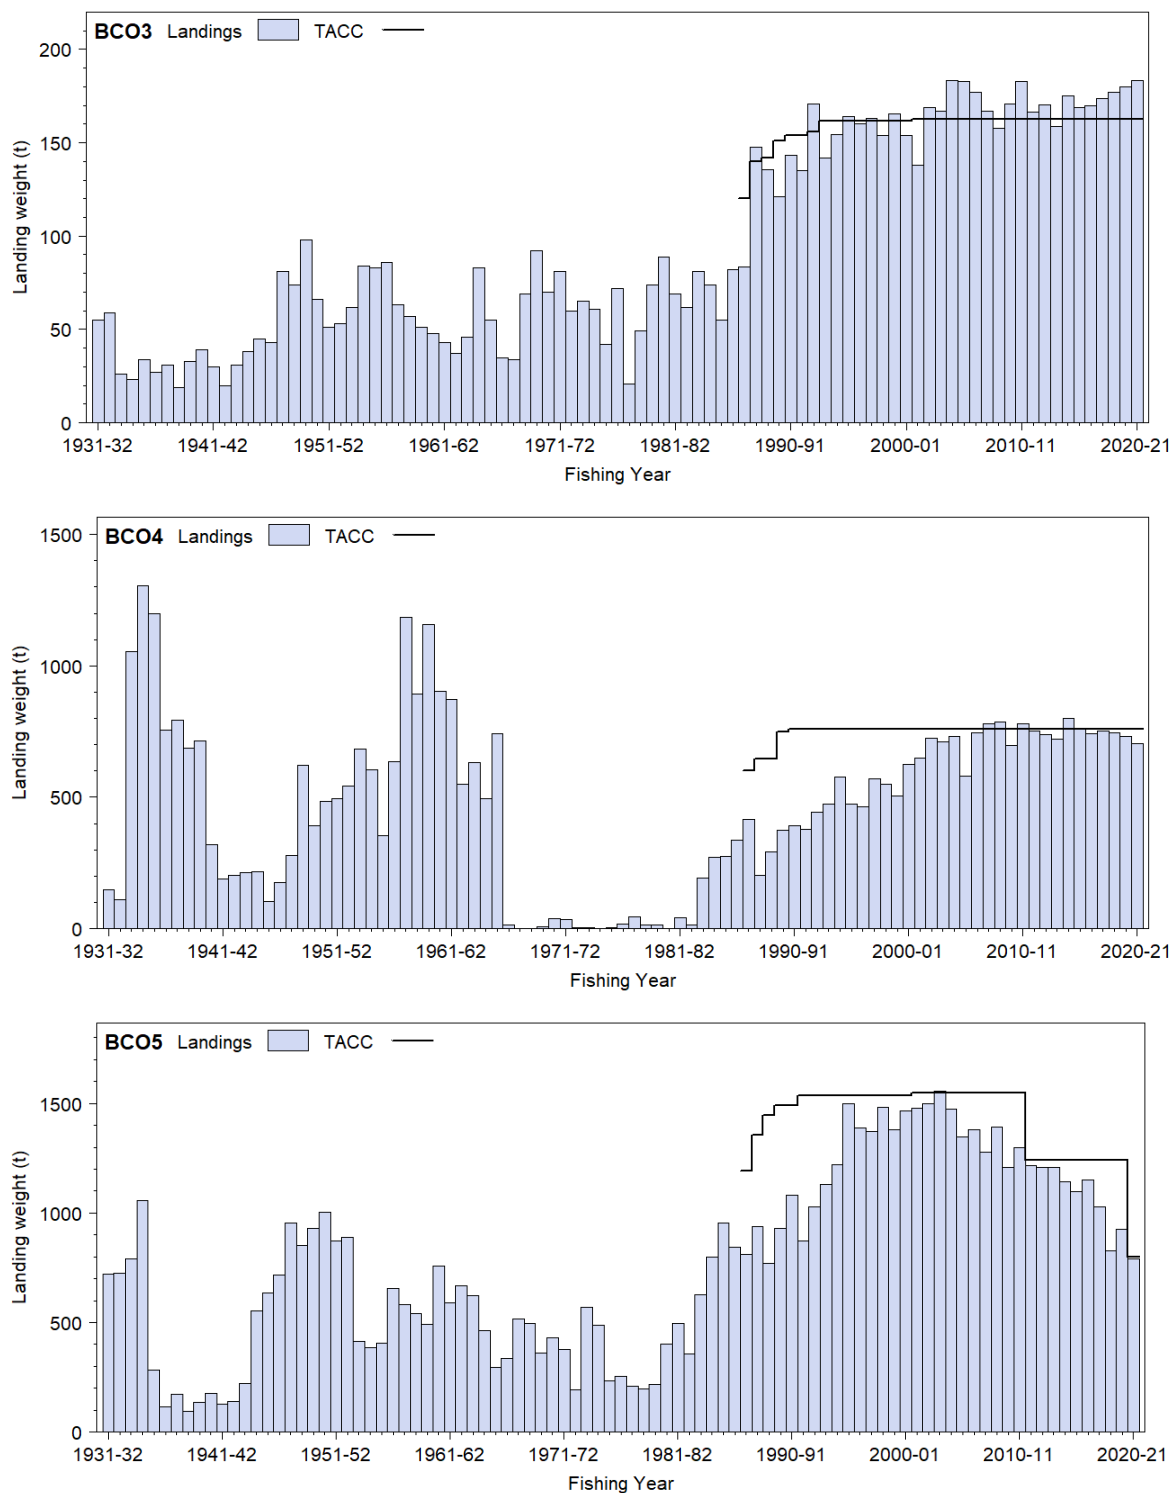 BCO3 Landings TACC
200
150
100
50
0
Landing weight (t)
1931-32 1941-42 1951-52 1961-62 1971-72 1981-82 1990-91 2000-01 2010-11 2020-21
Fishing Year
BCO4 Landings TACC
1500
1000
500
0
Landing weight (t)
1931-32 1941-42 1951-52 1961-62 1971-72 1981-82 1990-91 2000-01 2010-11 2020-21
Fishing Year
BCO5 Landings TACC
1500
1000
500
0
Landing weight (t)
1931-32 1941-42 1951-52 1961-62 1971-72 1981-82 1990-91 2000-01 2010-11 2020-21
Fishing Year